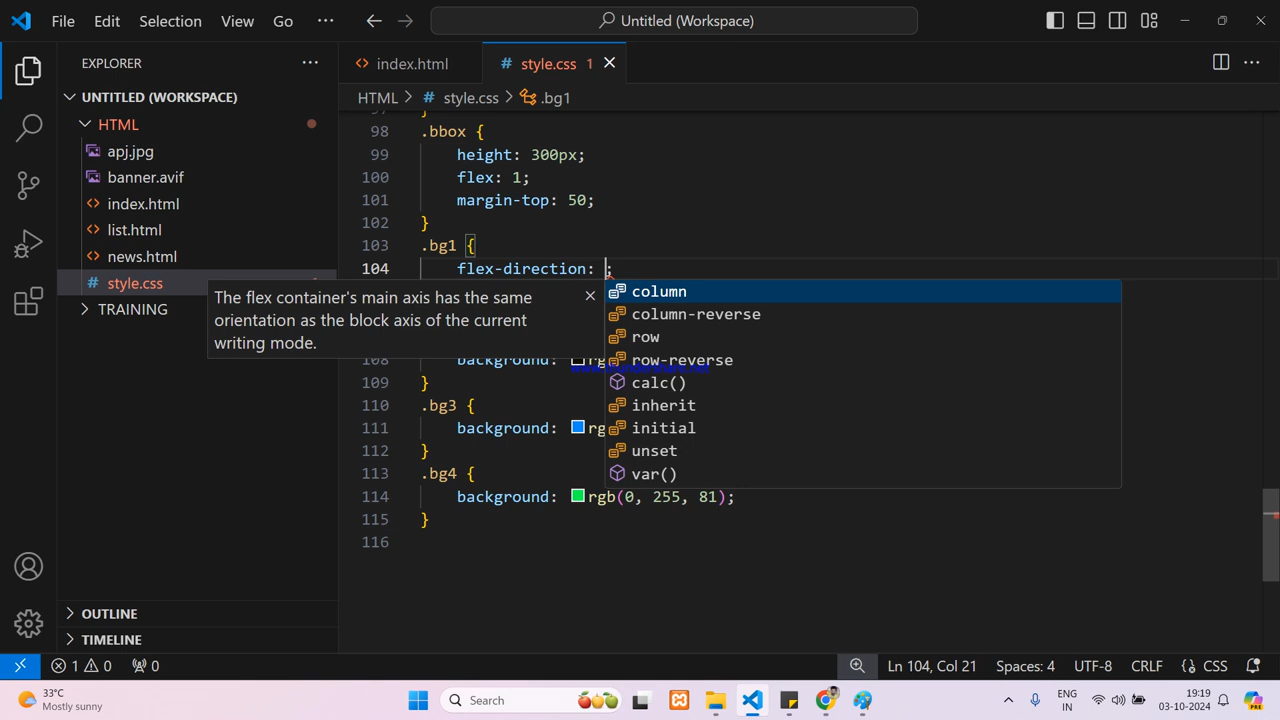 File Edit Selection View Go ··· Untitled (Workspace)
EXPLORER ···
index.html
style.css 1
UNTITLED (WORKSPACE)
HTML > style.css > .bg1
HTML
apj.jpg
banner.avif
index.html
list.html
news.html
style.css
TRAINING
97 }
98 .bbox {
99 height: 300px;
100 flex: 1;
101 margin-top: 50;
102 }
103 .bg1 {
104 flex-direction: ;
The flex container's main axis has the same
orientation as the block axis of the current
writing mode.
column
column-reverse
row
row-reverse
calc()
inherit
initial
unset
var()
108 background: rg
109 }
110 .bg3 {
111 background: rg
112 }
113 .bg4 {
114 background: rgb(0, 255, 81);
115 }
116
OUTLINE
TIMELINE
1 0 0 Ln 104, Col 21 Spaces: 4 UTF-8 CRLF {} CSS
33°C
Mostly sunny
Search
ENG
IN
19:19
03-10-2024